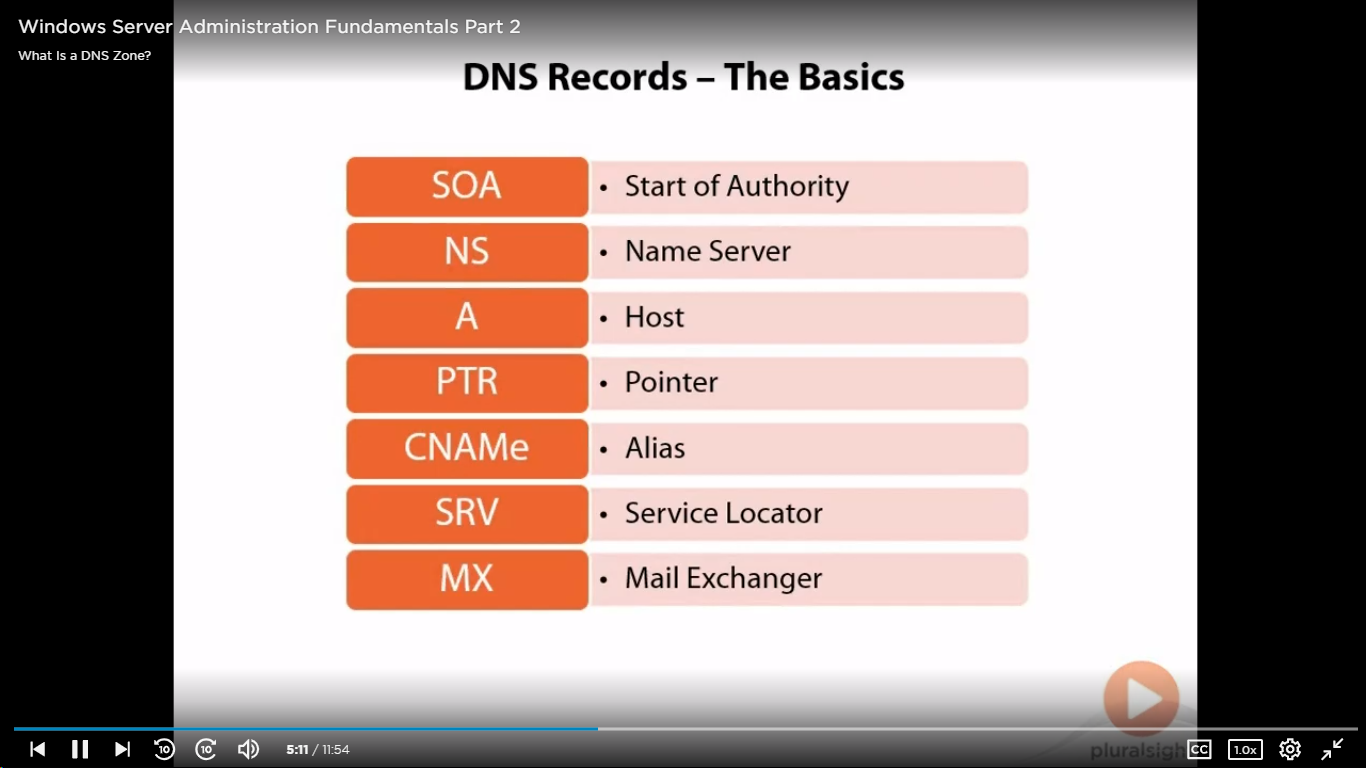 Windows Server Administration Fundamentals Part 2
What Is a DNS Zone?
DNS Records – The Basics
SOA • Start of Authority
NS • Name Server
A • Host
PTR • Pointer
CNAMe • Alias
SRV • Service Locator
MX • Mail Exchanger
10 10 5:11 / 11:54 pluralsigh CC 1.0x